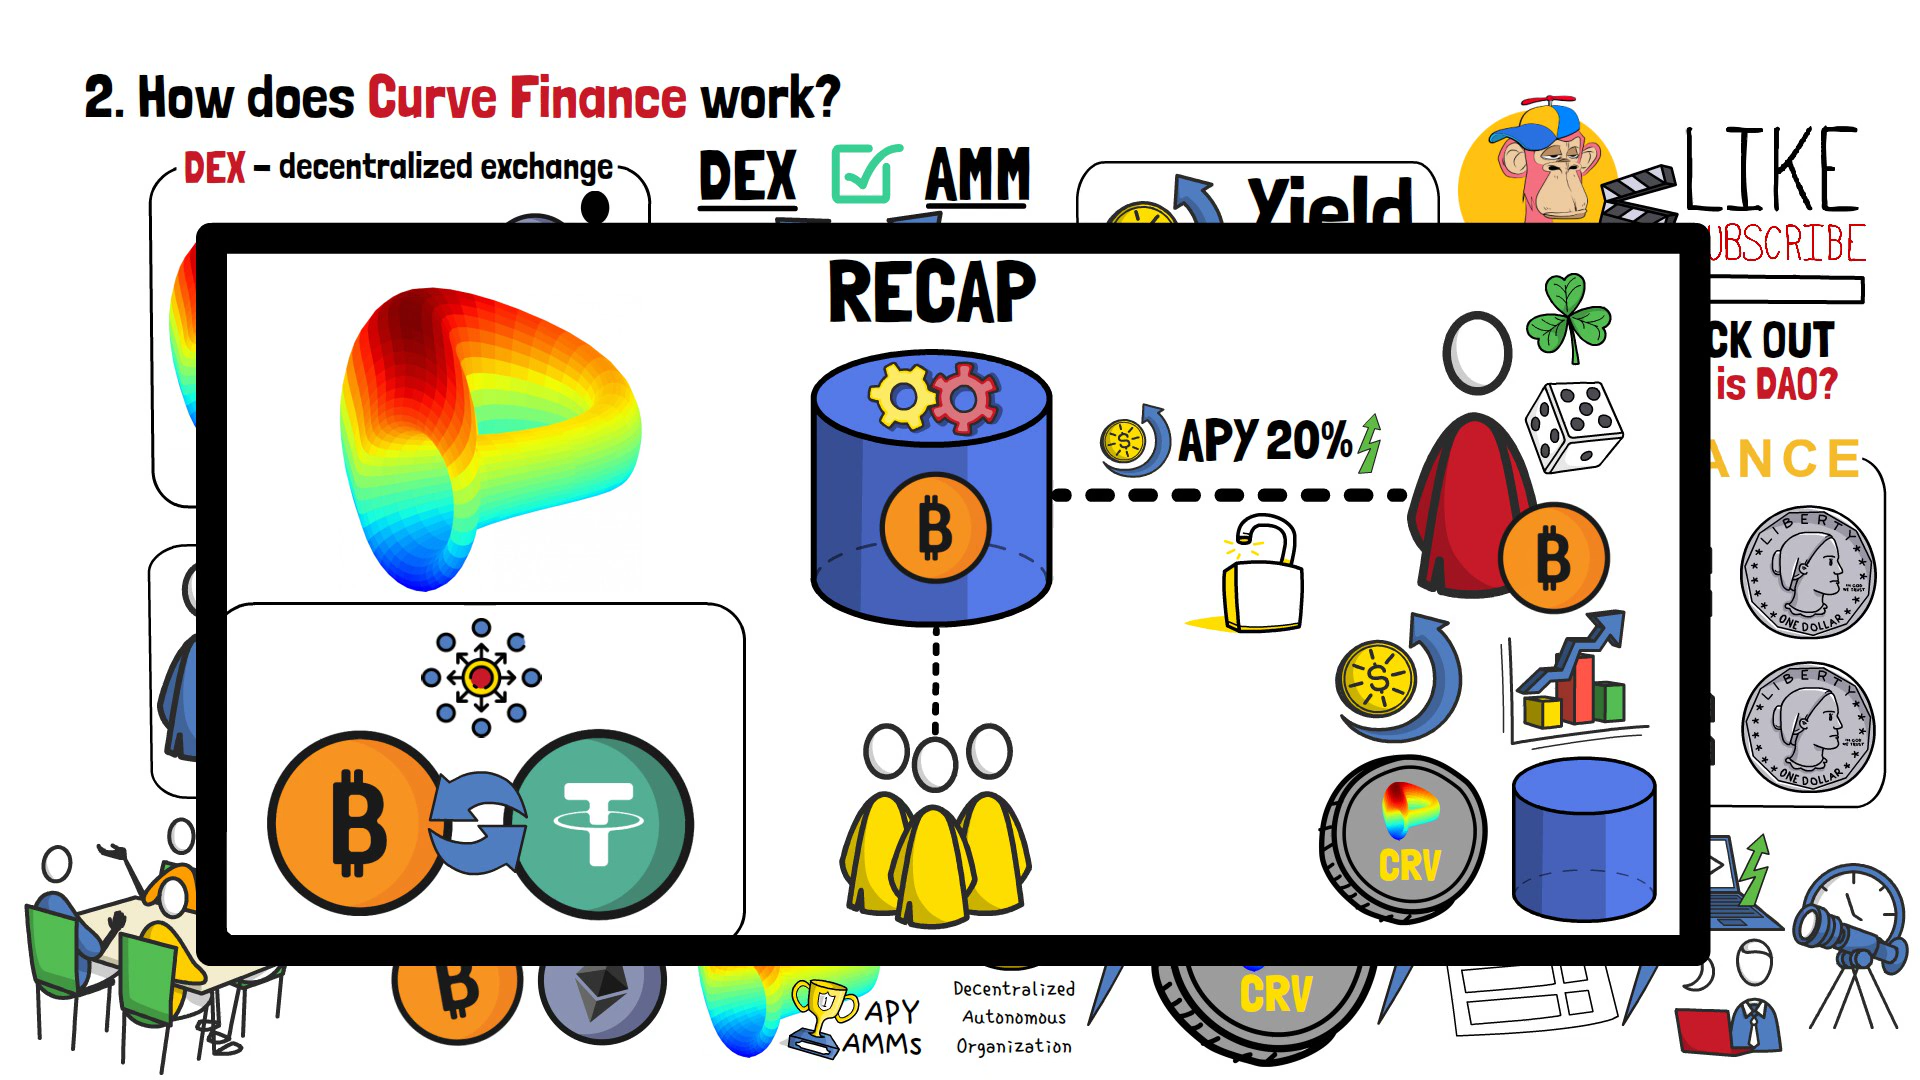 2. How does Curve Finance work?
DEX - decentralized exchange
DEX AMM
Yield
LIKE
UBSCRIBE
RECAP
CK OUT
is DAO?
APY 20%
ANCE
LIBERTY
ONE DOLLAR
LIBERTY
ONE DOLLAR
CRV
APY
AMMs
Decentralized
Autonomous
Organization
CRV